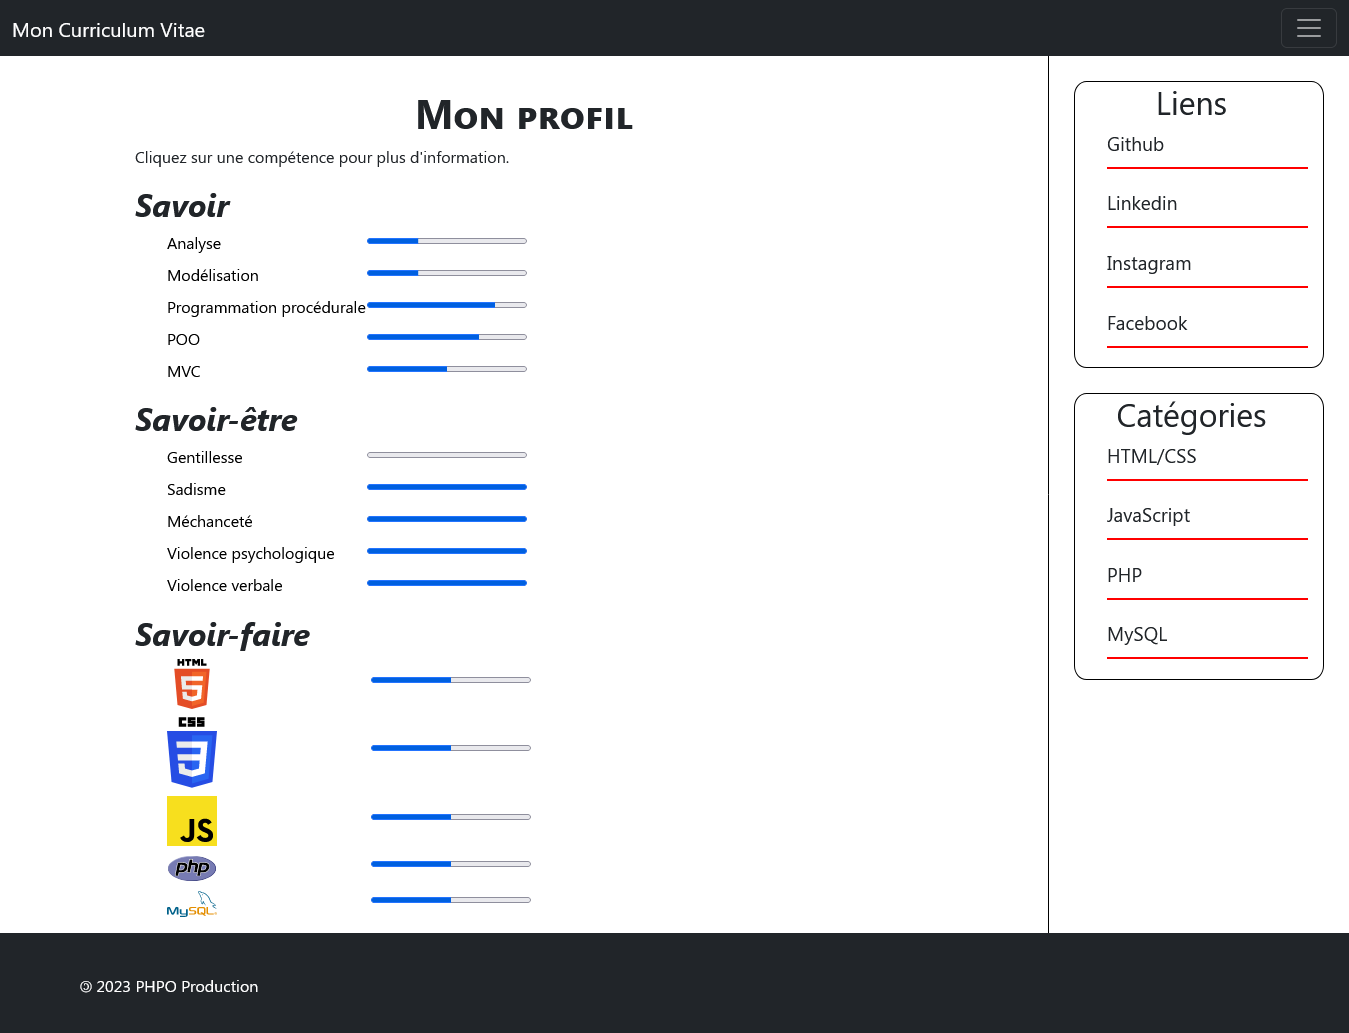 Mon Curriculum Vitae
Mon profil
Cliquez sur une compétence pour plus d'information.
Savoir
Analyse
Modélisation
Programmation procédurale
POO
MVC
Savoir-être
Gentillesse
Sadisme
Méchanceté
Violence psychologique
Violence verbale
Savoir-faire
HTML
5
CSS
3
JS
php
MySQL
Liens
Github
Linkedin
Instagram
Facebook
Catégories
HTML/CSS
JavaScript
PHP
MySQL
© 2023 PHPO Production